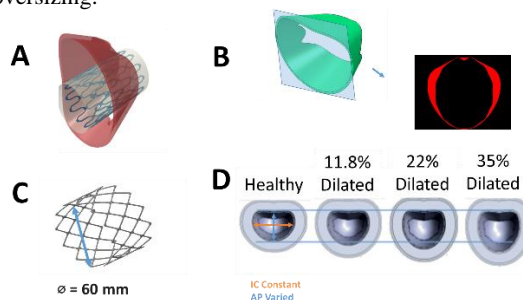 oversizing.
A
B
C
D
11.8% 22% 35%
Healthy Dilated Dilated Dilated
⌀ = 60 mm
IC Constant
AP Varied